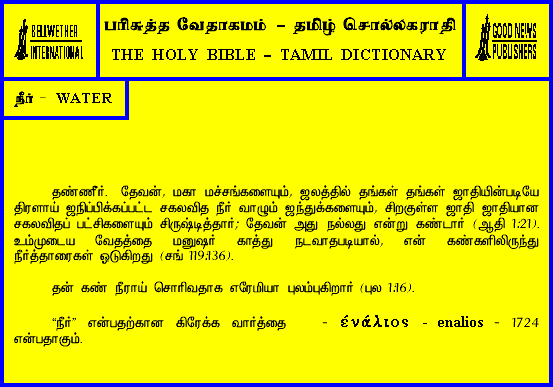 BELLWETHER
INTERNATIONAL
பரிசுத்த வேதாகமம் – தமிழ் சொல்லகராதி
THE HOLY BIBLE – TAMIL DICTIONARY
GOOD NEWS
PUBLISHERS
நீர் - WATER
தண்ணீர். தேவன், மகா மச்சங்களையும், ஜலத்தில் தங்கள் தங்கள் ஜாதியின்படியே
திரளாய் ஜநிப்பிக்கப்பட்ட சகலவித நீர் வாழும் ஜந்துக்களையும், சிறகுள்ள ஜாதி ஜாதியான
சகலவிதப் பட்சிகளையும் சிருஷ்டித்தார்; தேவன் அது நல்லது என்று கண்டார் (ஆதி 1:21).
உம்முடைய வேதத்தை மனுஷர் காத்து நடவாதபடியால், என் கண்களிலிருந்து
நீர்த்தாரைகள் ஓடுகிறது (சங் 119:136).
தன் கண் நீராய் சொரிவதாக எரேமியா புலம்புகிறார் (புல 1:16).
“நீர்” என்பதற்கான கிரேக்க வார்த்தை - ἐνάλιος - enalios - 1724
என்பதாகும்.